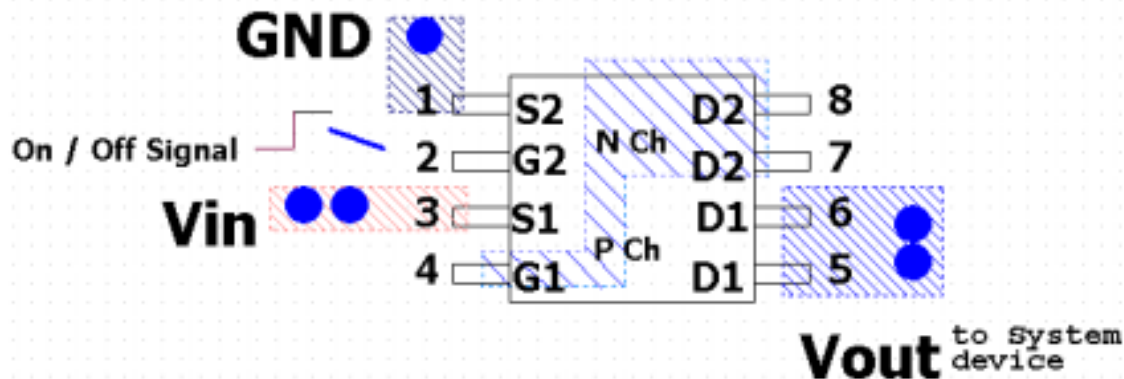 GND
1 S2 D2 8
On / Off Signal 2 G2 N Ch D2 7
Vin 3 S1 D1 6
P Ch
4 G1 D1 5
Vout to System
device